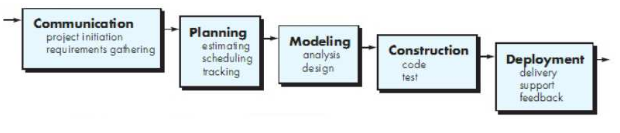 Communication
project initiation
requirements gathering
Planning
estimating
scheduling
tracking
Modeling
analysis
design
Construction
code
test
Deployment
delivery
support
feedback